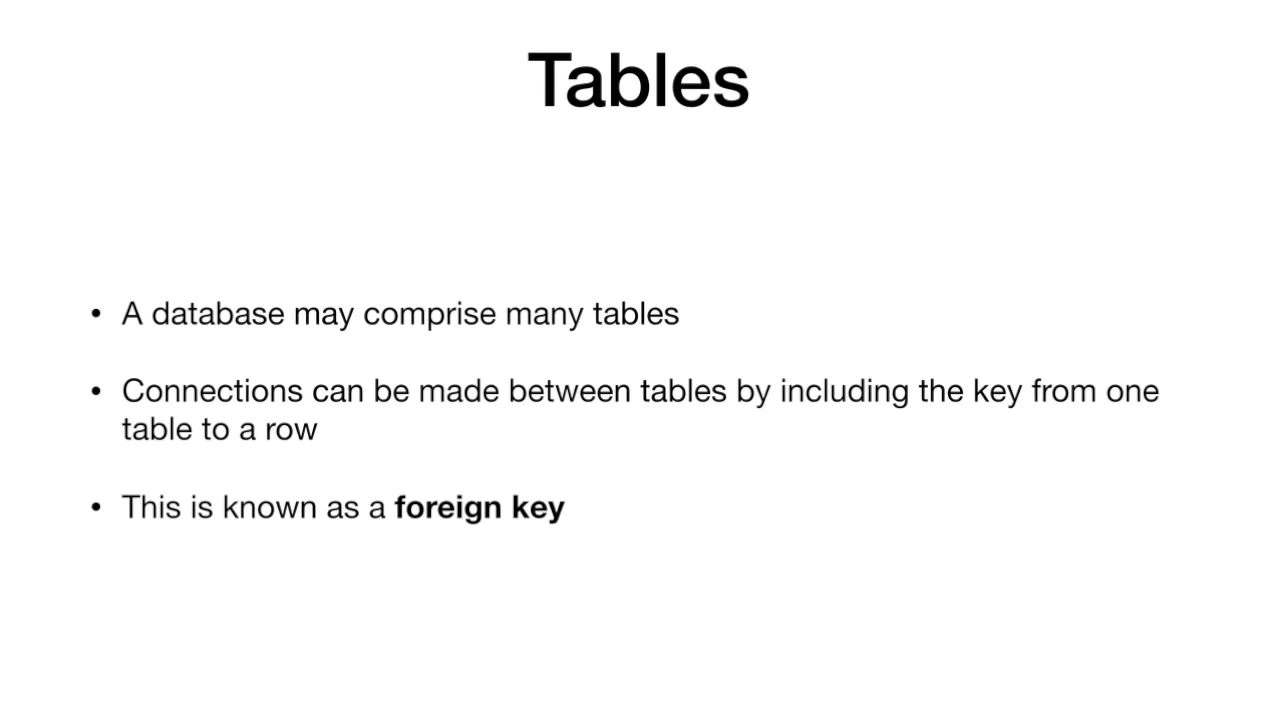 Tables
• A database may comprise many tables
• Connections can be made between tables by including the key from one
table to a row
• This is known as a foreign key